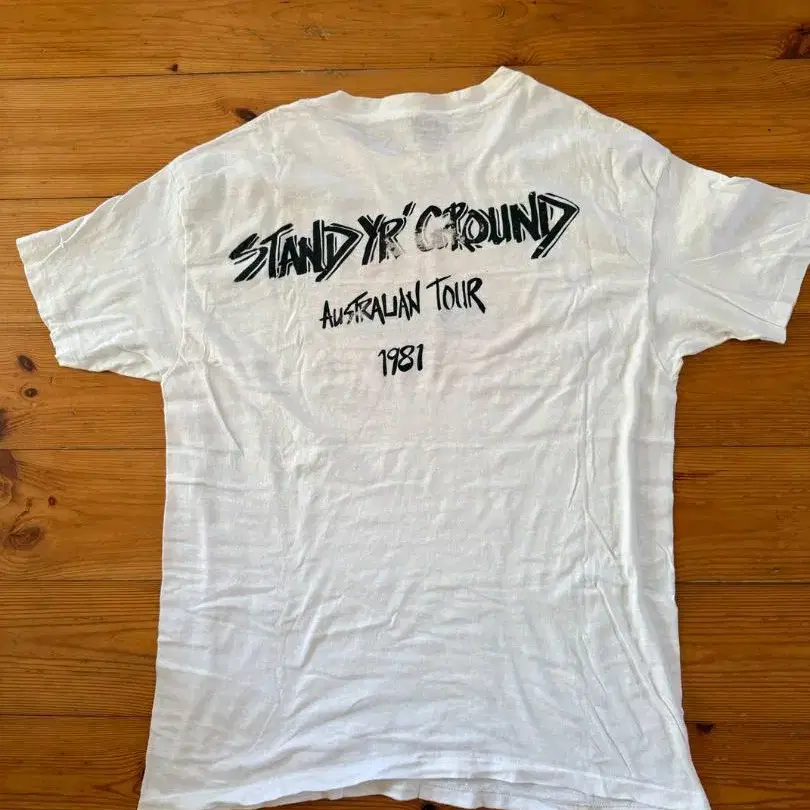 STAND YR' GROUND
AUSTRALIAN TOUR
1981